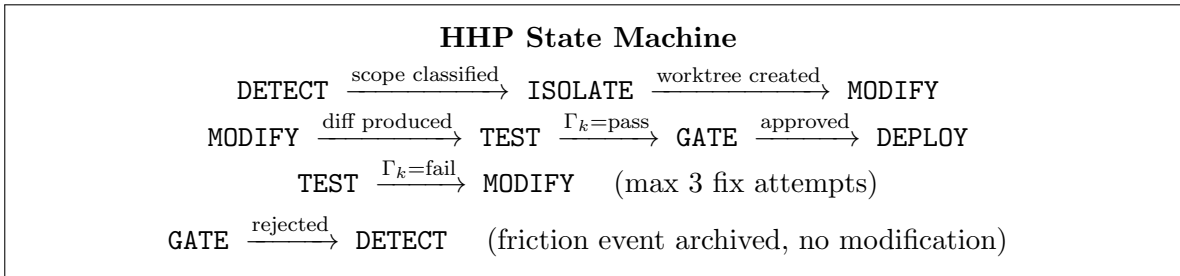 HHP State Machine
DETECT —scope classified→ ISOLATE —worktree created→ MODIFY
MODIFY —diff produced→ TEST —Γₖ=pass→ GATE —approved→ DEPLOY
TEST —Γₖ=fail→ MODIFY (max 3 fix attempts)
GATE —rejected→ DETECT (friction event archived, no modification)